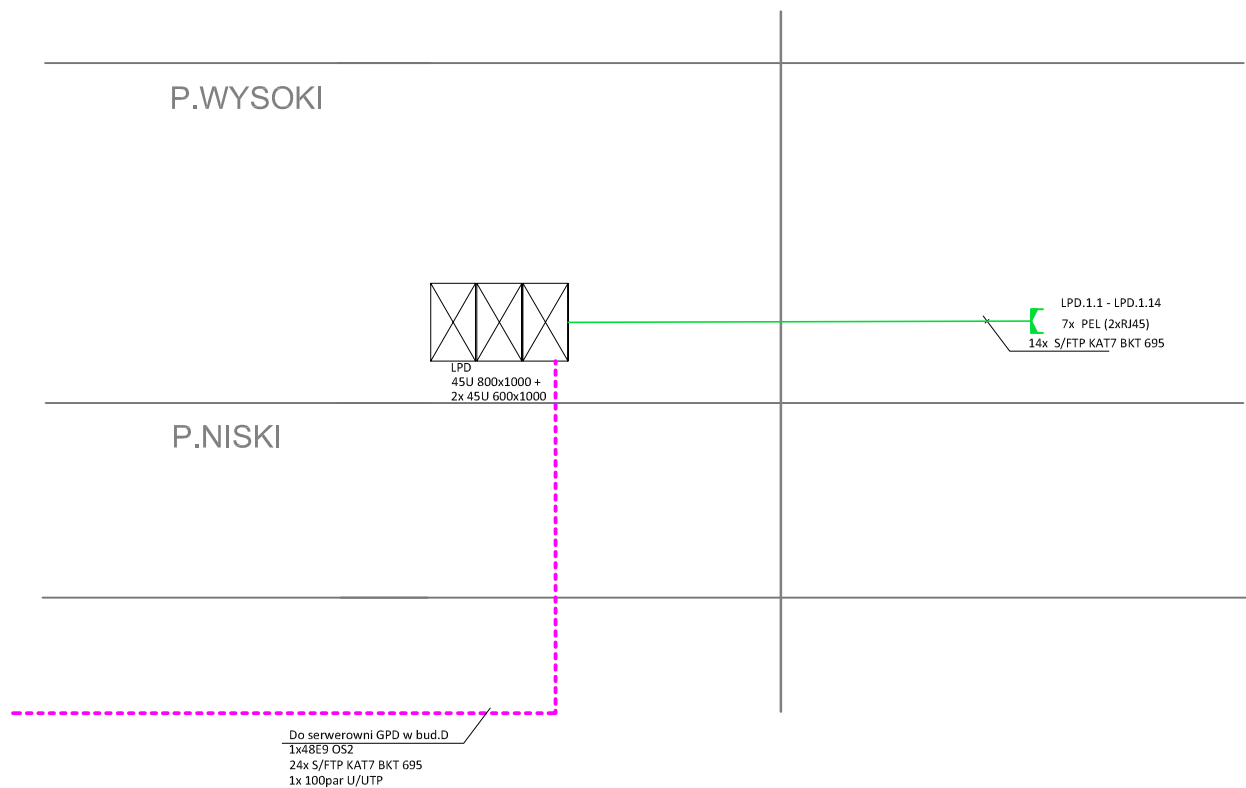 P.WYSOKI
LPD.1.1 - LPD.1.14
7x PEL (2xRJ45)
14x S/FTP KAT7 BKT 695
LPD
45U 800x1000 +
2x 45U 600x1000
P.NISKI
Do serwerowni GPD w bud.D
1x48E9 OS2
24x S/FTP KAT7 BKT 695
1x 100par U/UTP